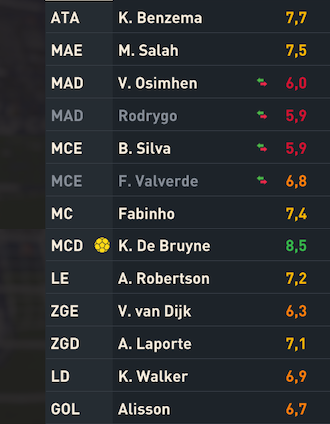 ATA K. Benzema 7,7
MAE M. Salah 7,5
MAD V. Osimhen 6,0
MAD Rodrygo 5,9
MCE B. Silva 5,9
MCE F. Valverde 6,8
MC Fabinho 7,4
MCD K. De Bruyne 8,5
LE A. Robertson 7,2
ZGE V. van Dijk 6,3
ZGD A. Laporte 7,1
LD K. Walker 6,9
GOL Alisson 6,7